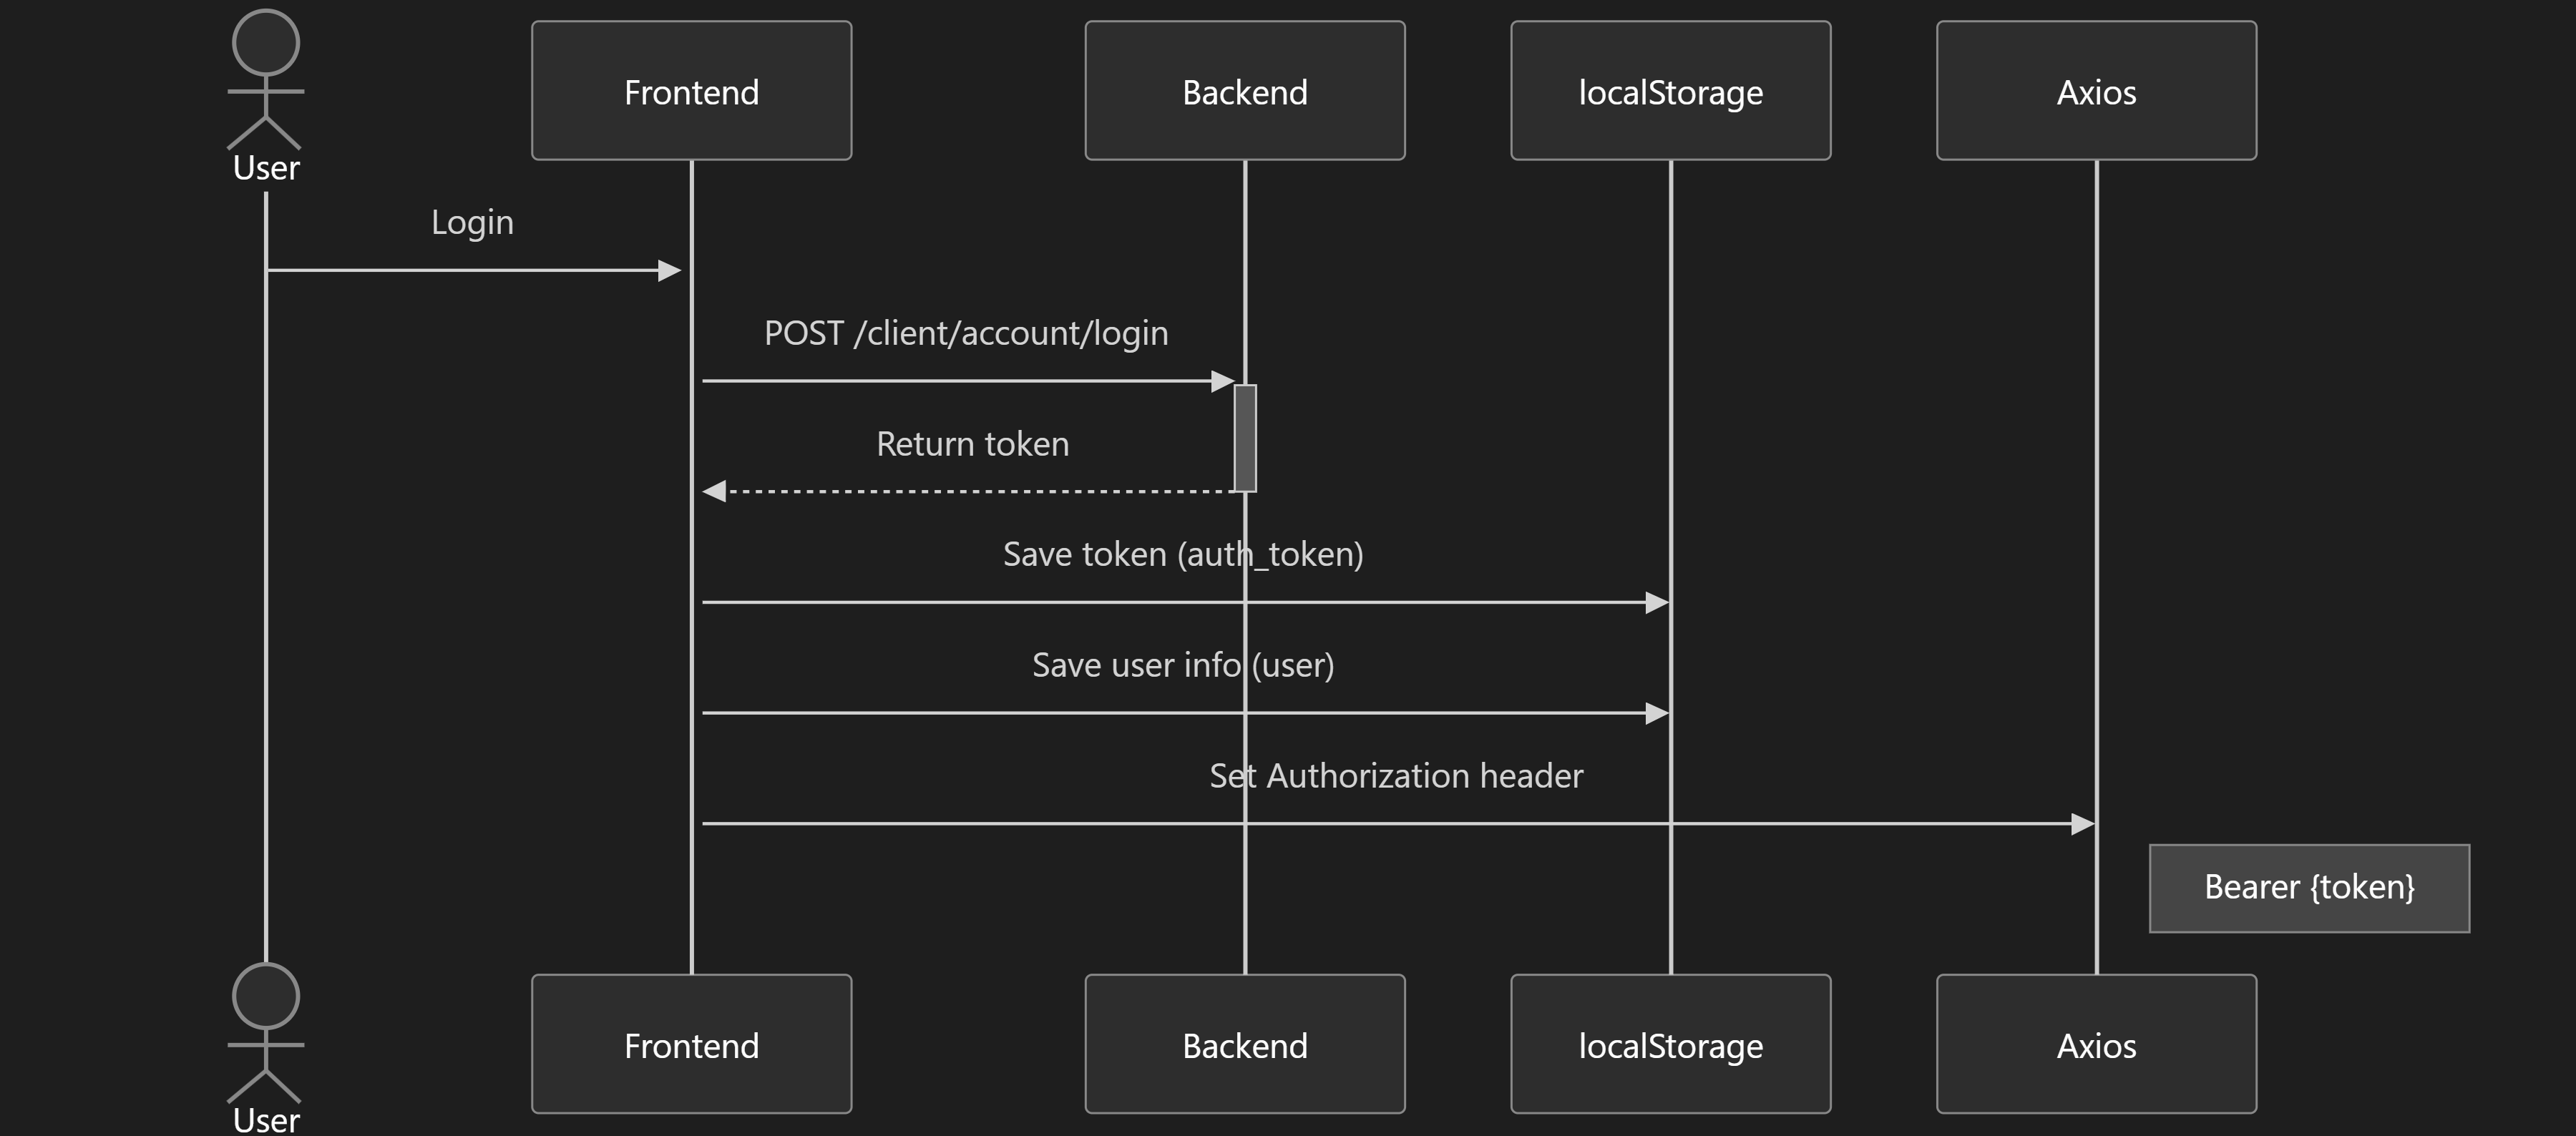 User
Frontend
Backend
localStorage
Axios
Login
POST /client/account/login
Return token
Save token (auth_token)
Save user info (user)
Set Authorization header
Bearer {token}
User
Frontend
Backend
localStorage
Axios